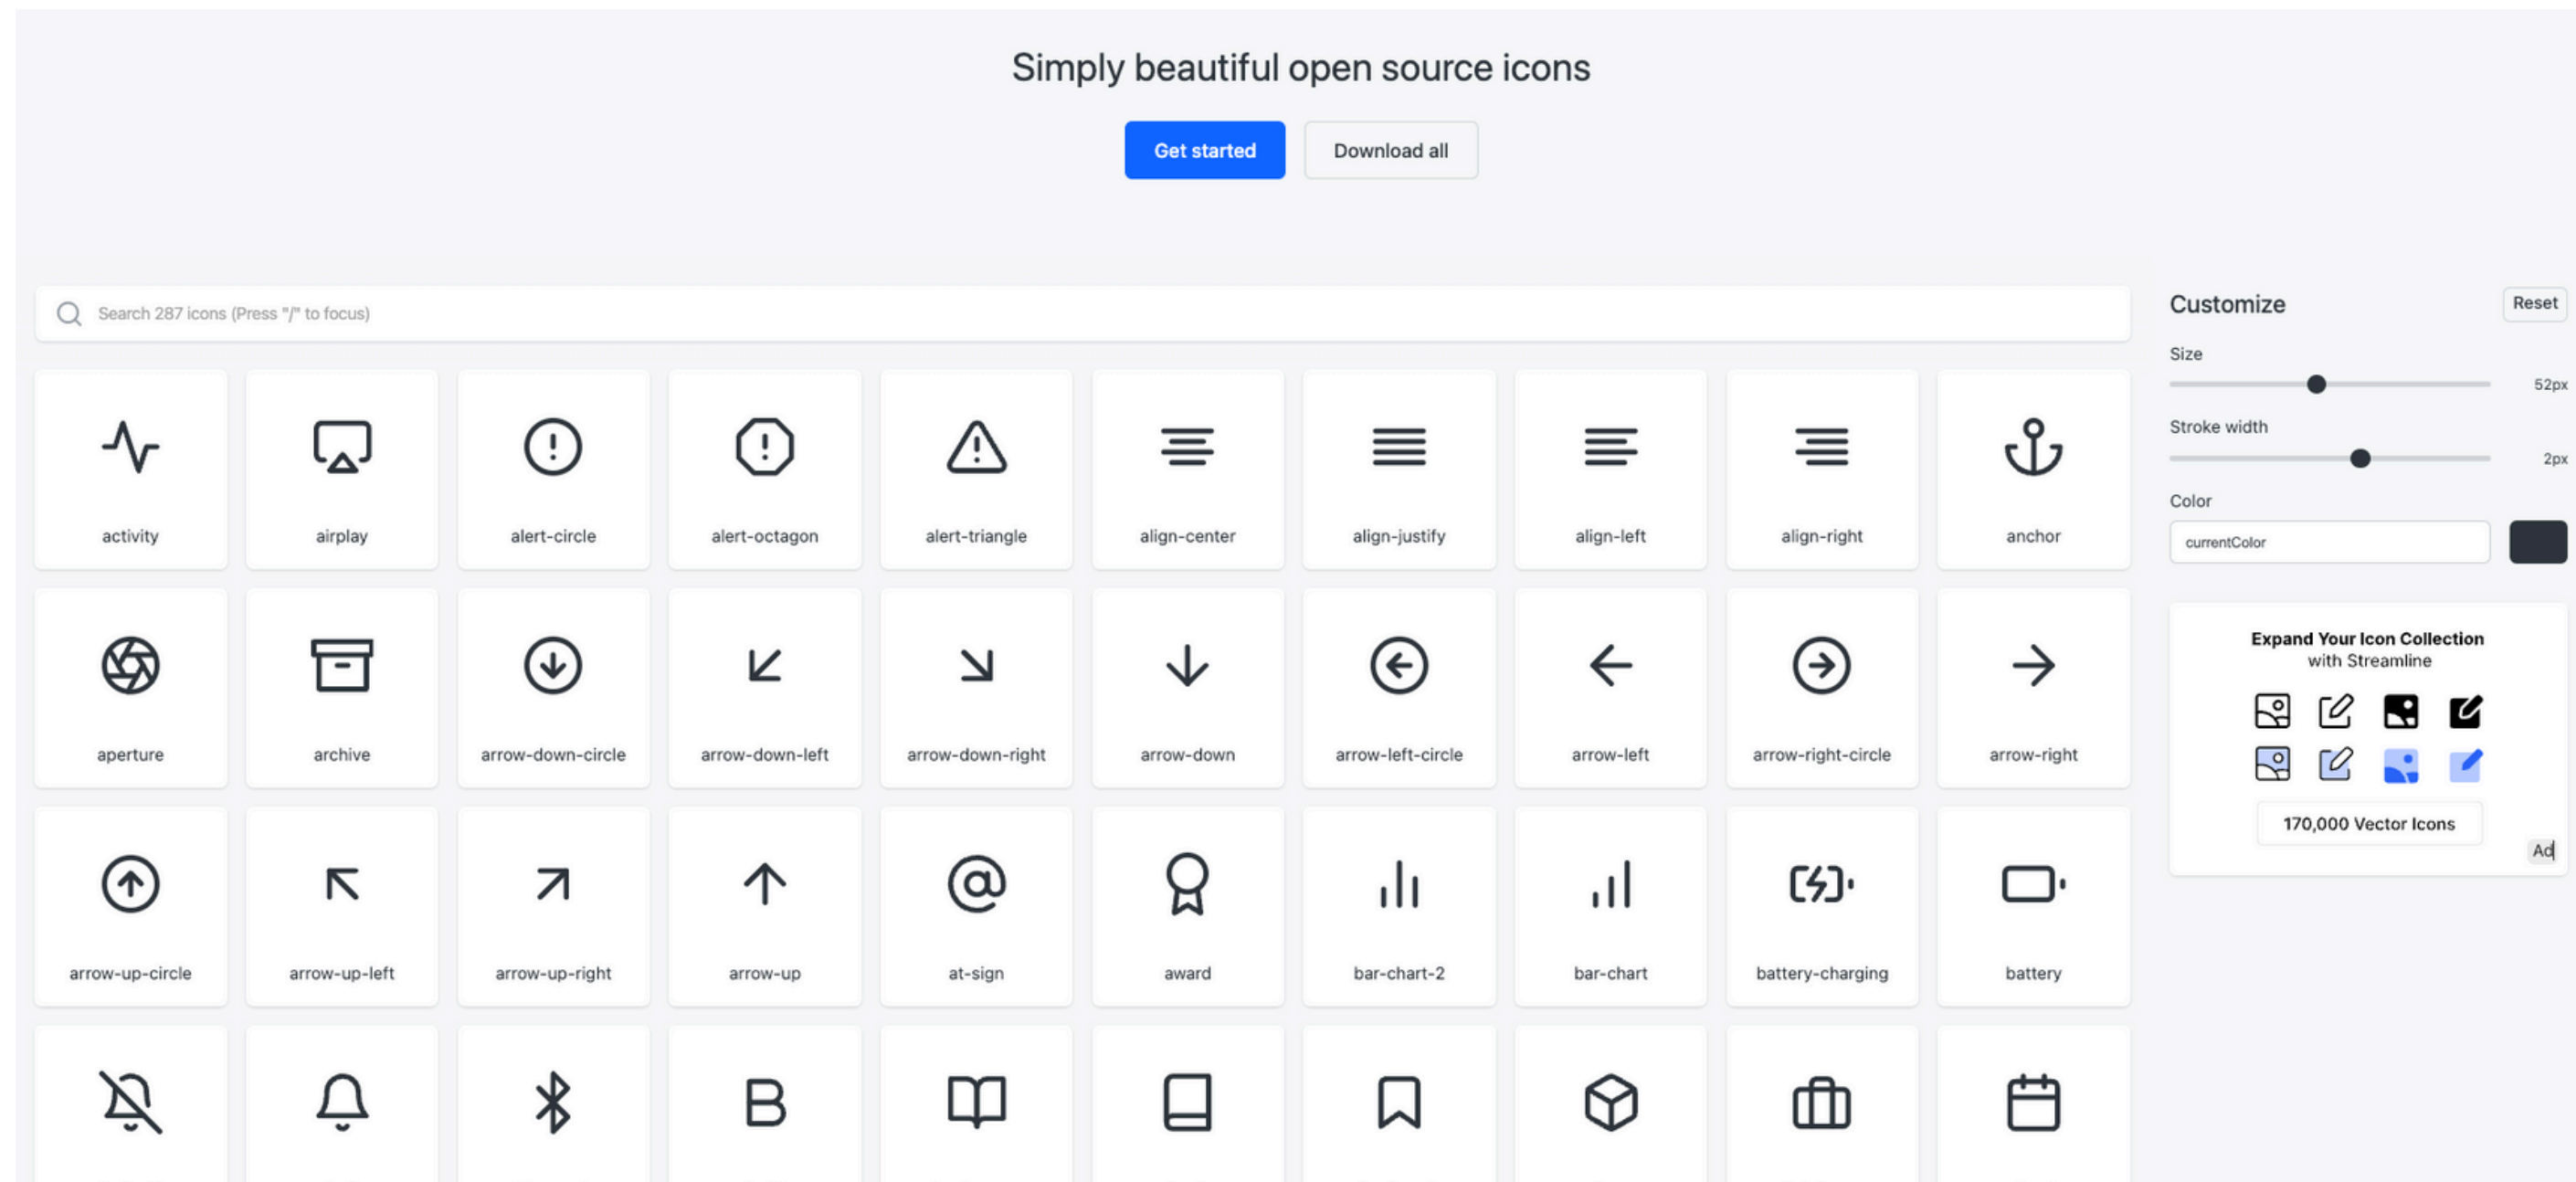 Simply beautiful open source icons
Get started Download all
Search 287 icons (Press "/" to focus)
Customize Reset
Size
52px
Stroke width
2px
Color
currentColor
activity airplay alert-circle alert-octagon alert-triangle align-center align-justify align-left align-right anchor
aperture archive arrow-down-circle arrow-down-left arrow-down-right arrow-down arrow-left-circle arrow-left arrow-right-circle arrow-right
arrow-up-circle arrow-up-left arrow-up-right arrow-up at-sign award bar-chart-2 bar-chart battery-charging battery
Expand Your Icon Collection
with Streamline
170,000 Vector Icons
Ad